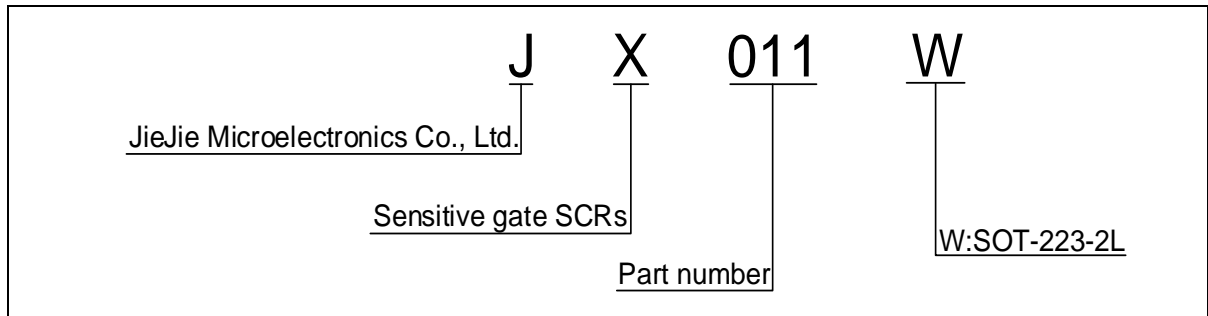 J X 011 W
JieJie Microelectronics Co., Ltd.
Sensitive gate SCRs
W:SOT-223-2L
Part number